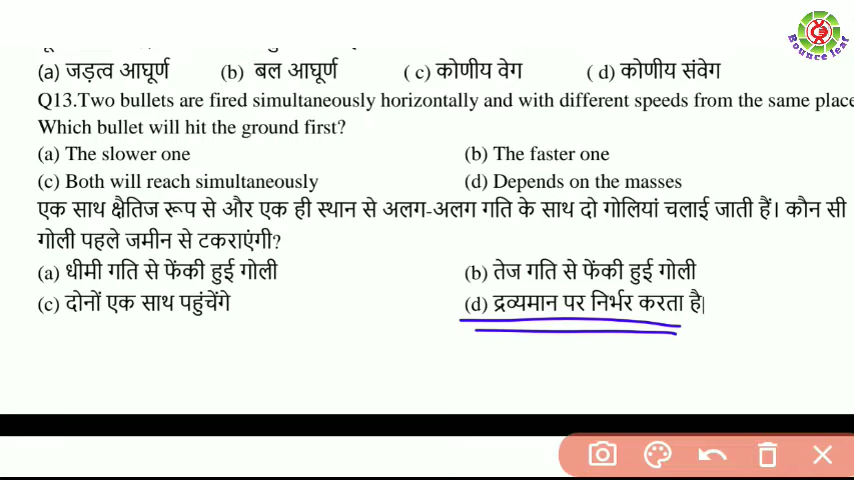 Bounce leaf
(a) जड़त्व आघूर्ण (b) बल आघूर्ण ( c) कोणीय वेग ( d) कोणीय संवेग
Q13.Two bullets are fired simultaneously horizontally and with different speeds from the same place
Which bullet will hit the ground first?
(a) The slower one (b) The faster one
(c) Both will reach simultaneously (d) Depends on the masses
एक साथ क्षैतिज रूप से और एक ही स्थान से अलग-अलग गति के साथ दो गोलियां चलाई जाती हैं। कौन सी
गोली पहले जमीन से टकराएंगी?
(a) धीमी गति से फेंकी हुई गोली (b) तेज गति से फेंकी हुई गोली
(c) दोनों एक साथ पहुंचेंगे (d) द्रव्यमान पर निर्भर करता है|